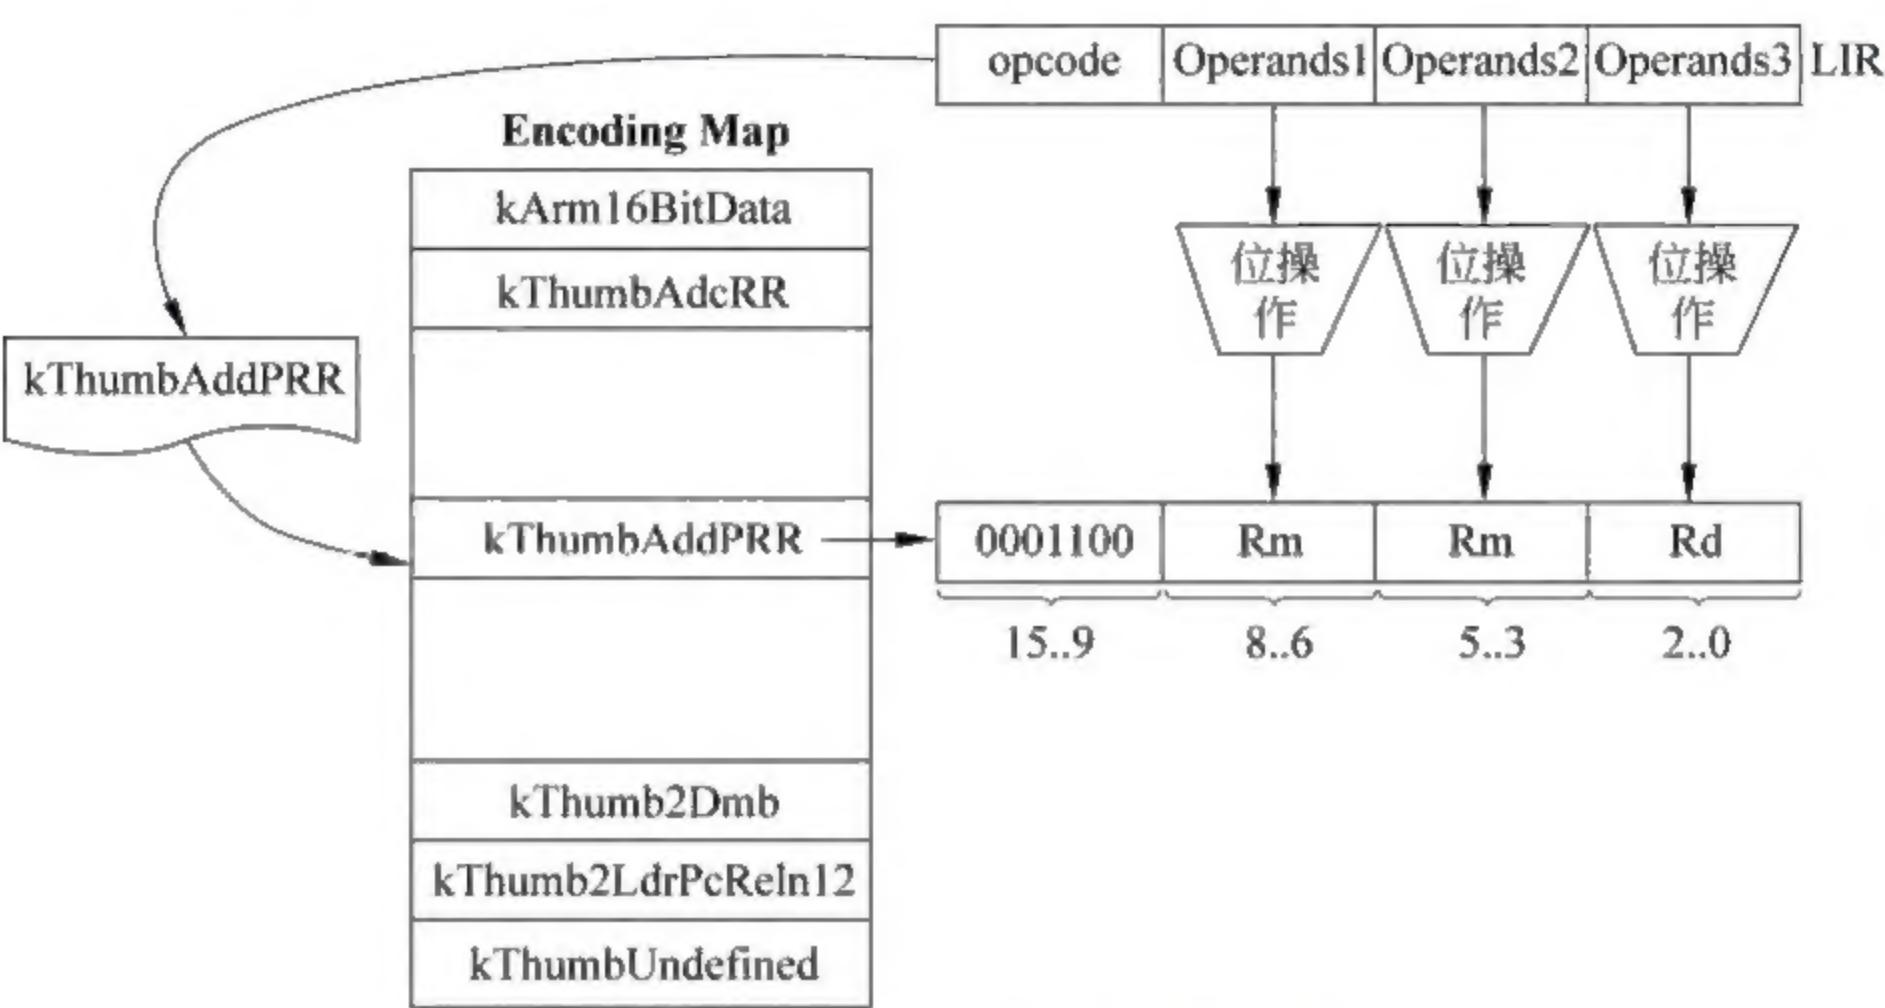 opcode Operands1 Operands2 Operands3 LIR
Encoding Map
kArm16BitData
kThumbAdcRR
位操
作
位操
作
位操
作
kThumbAddPRR
kThumbAddPRR
0001100 Rm Rm Rd
15..9 8..6 5..3 2..0
kThumb2Dmb
kThumb2LdrPcReln12
kThumbUndefined